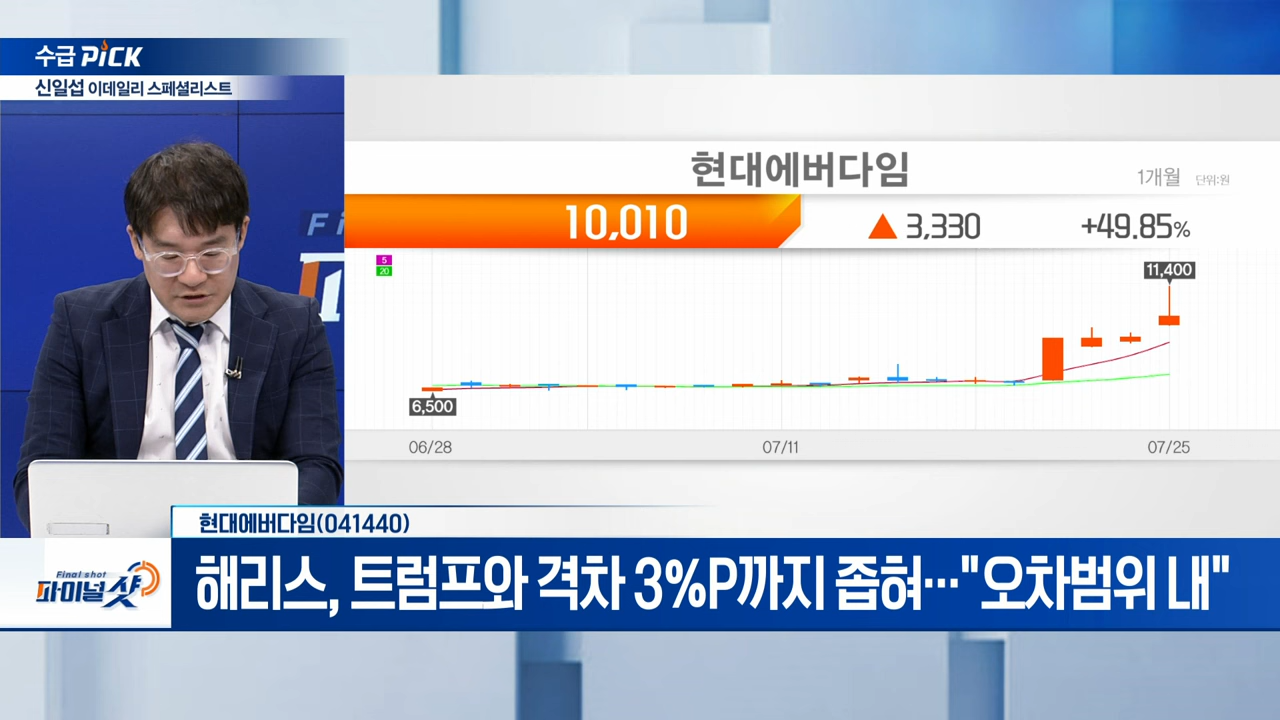 수급 PiCK
신일섭 이데일리 스페셜리스트
Fi
현대에버다임
1개월 단위:원
10,010 ▲ 3,330 +49.85%
5
20
11,400
6,500
06/28 07/11 07/25
현대에버다임(041440)
Final shot
파이널샷
해리스, 트럼프와 격차 3%P까지 좁혀…"오차범위 내"